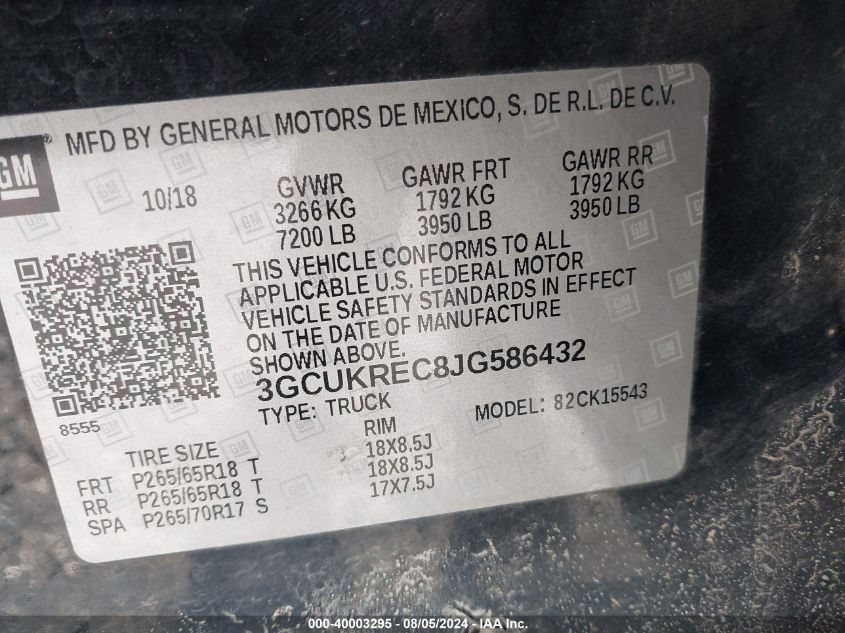 MFD BY GENERAL MOTORS DE MEXICO, S. DE R.L. DE C.V.
GM
®
10/18
GVWR
3266 KG
7200 LB
GAWR FRT
1792 KG
3950 LB
GAWR RR
1792 KG
3950 LB
THIS VEHICLE CONFORMS TO ALL
APPLICABLE U.S. FEDERAL MOTOR
VEHICLE SAFETY STANDARDS IN EFFECT
ON THE DATE OF MANUFACTURE
SHOWN ABOVE.
3GCUKREC8JG586432
8555
TYPE: TRUCK
MODEL: 82CK15543
TIRE SIZE
RIM
FRT P265/65R18 T 18X8.5J
RR P265/65R18 T 18X8.5J
SPA P265/70R17 S 17X7.5J
000-40003295 - 08/05/2024 - IAA Inc.